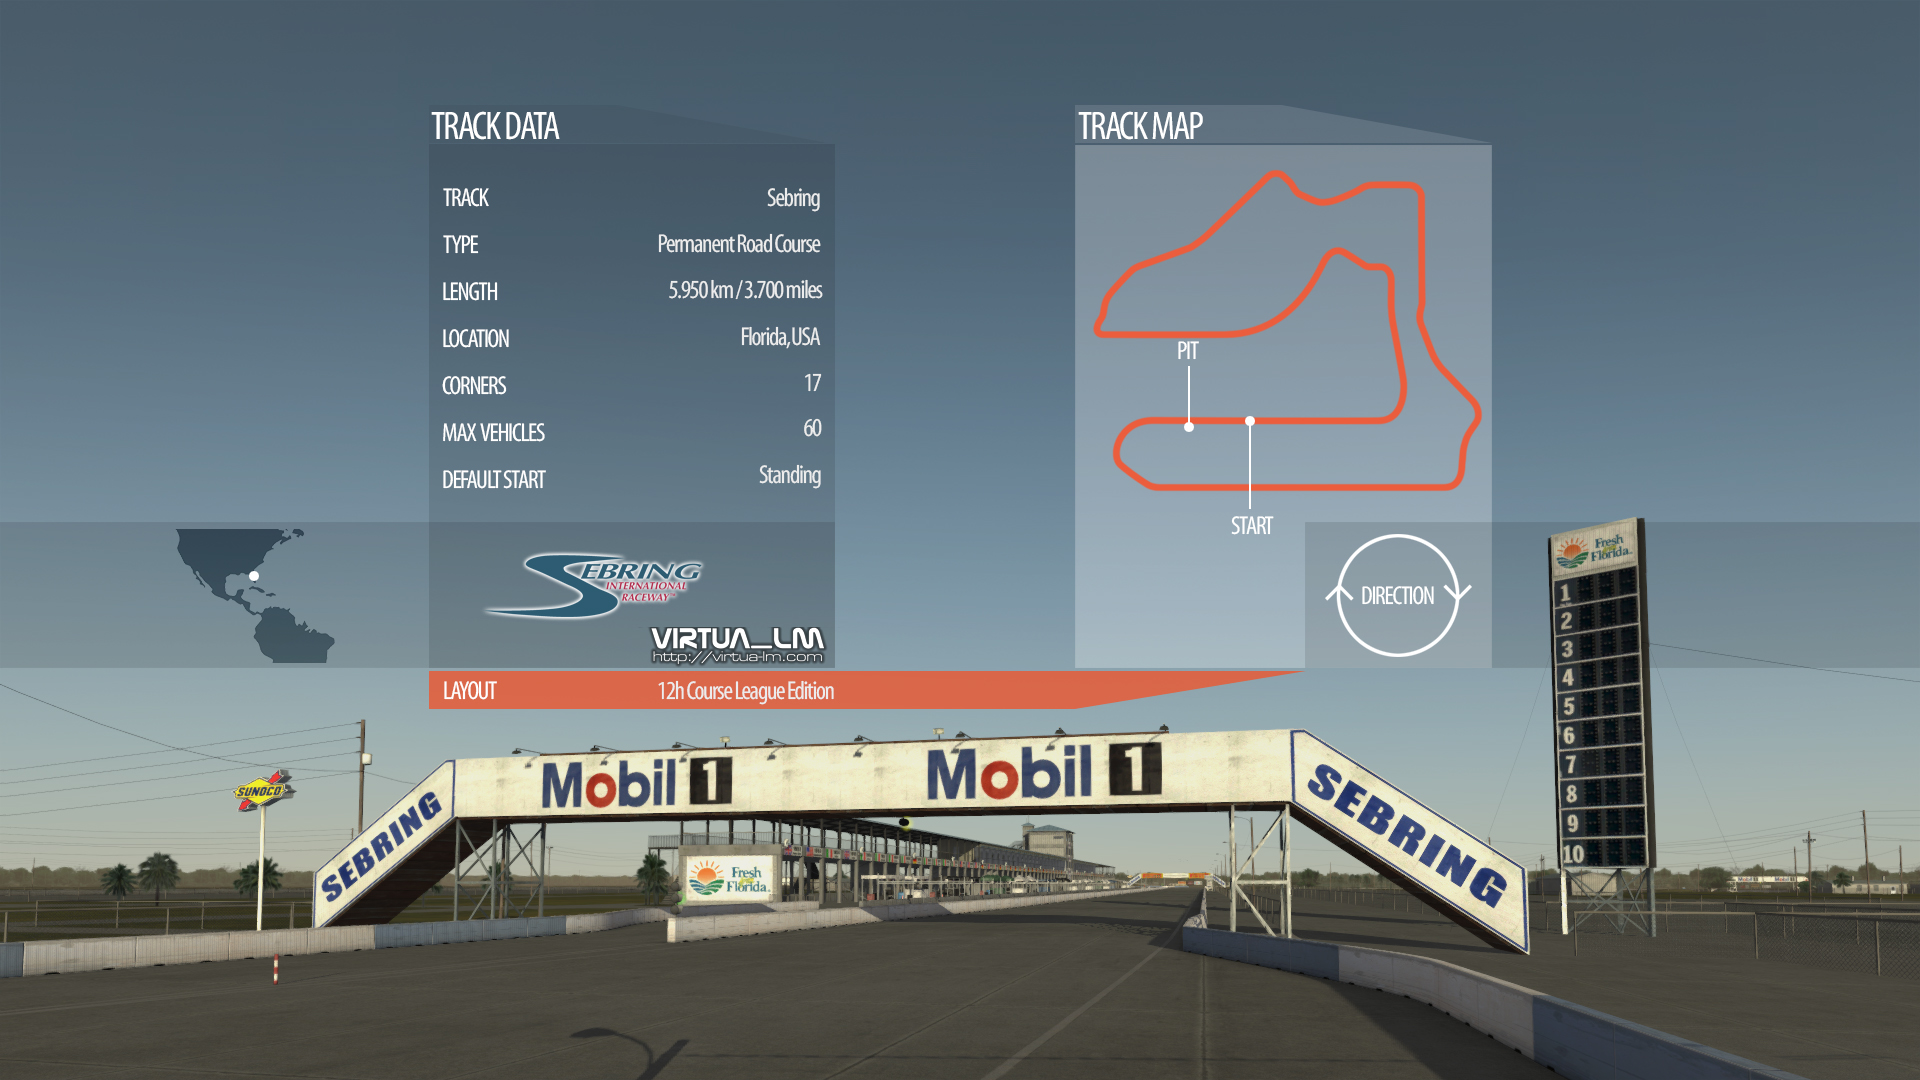 TRACK DATA
TRACK Sebring
TYPE Permanent Road Course
LENGTH 5.950 km / 3.700 miles
LOCATION Florida, USA
CORNERS 17
MAX VEHICLES 60
DEFAULT START Standing
SEBRING
INTERNATIONAL
RACEWAY
VIRTUA_LM
http://virtua-lm.com
LAYOUT 12h Course League Edition
TRACK MAP
PIT
START
DIRECTION
SUNOCO
SEBRING
Mobil 1
Mobil 1
SEBRING
Fresh
Florida
Fresh
Florida
1
2
3
4
5
6
7
8
9
10